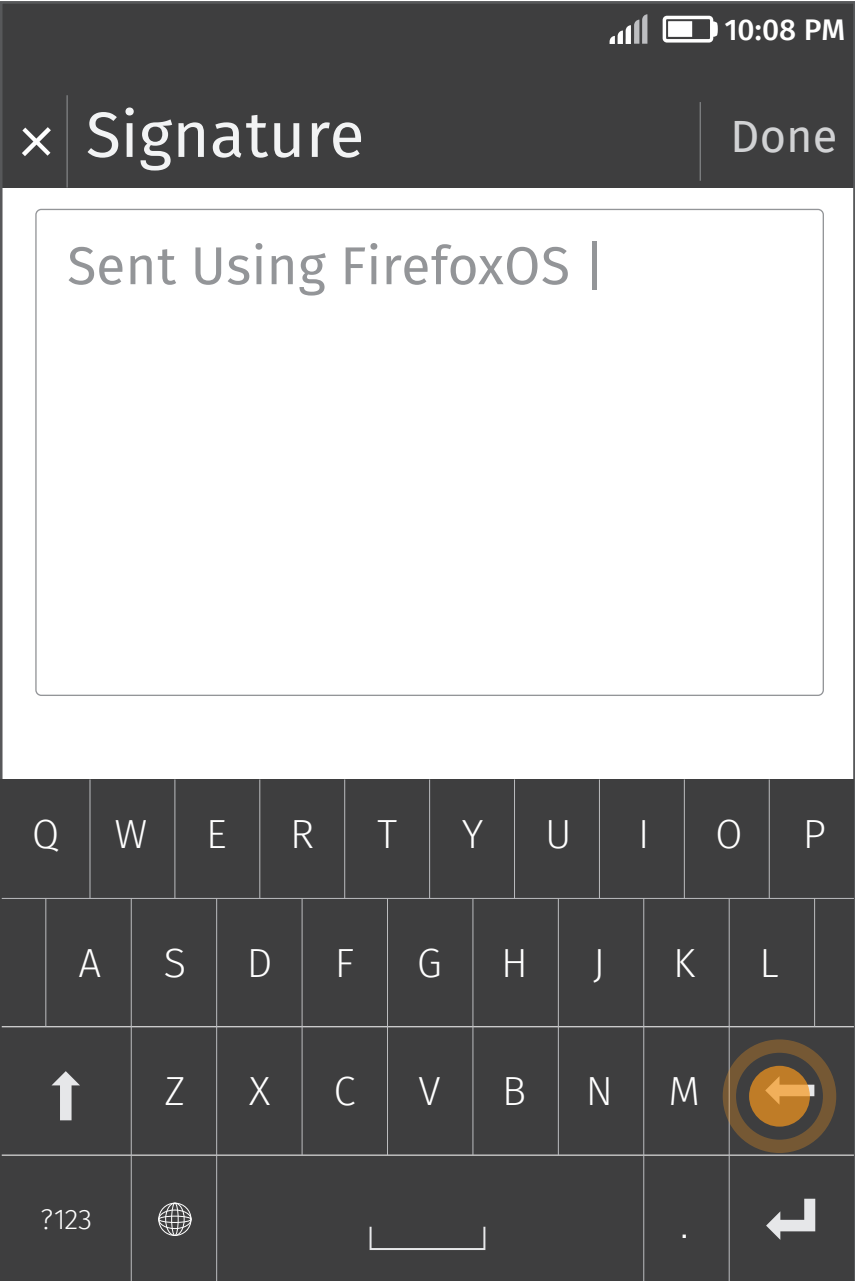 10:08 PM
× Signature Done
Sent Using FirefoxOS
Q W E R T Y U I O P
A S D F G H J K L
Z X C V B N M
?123 .